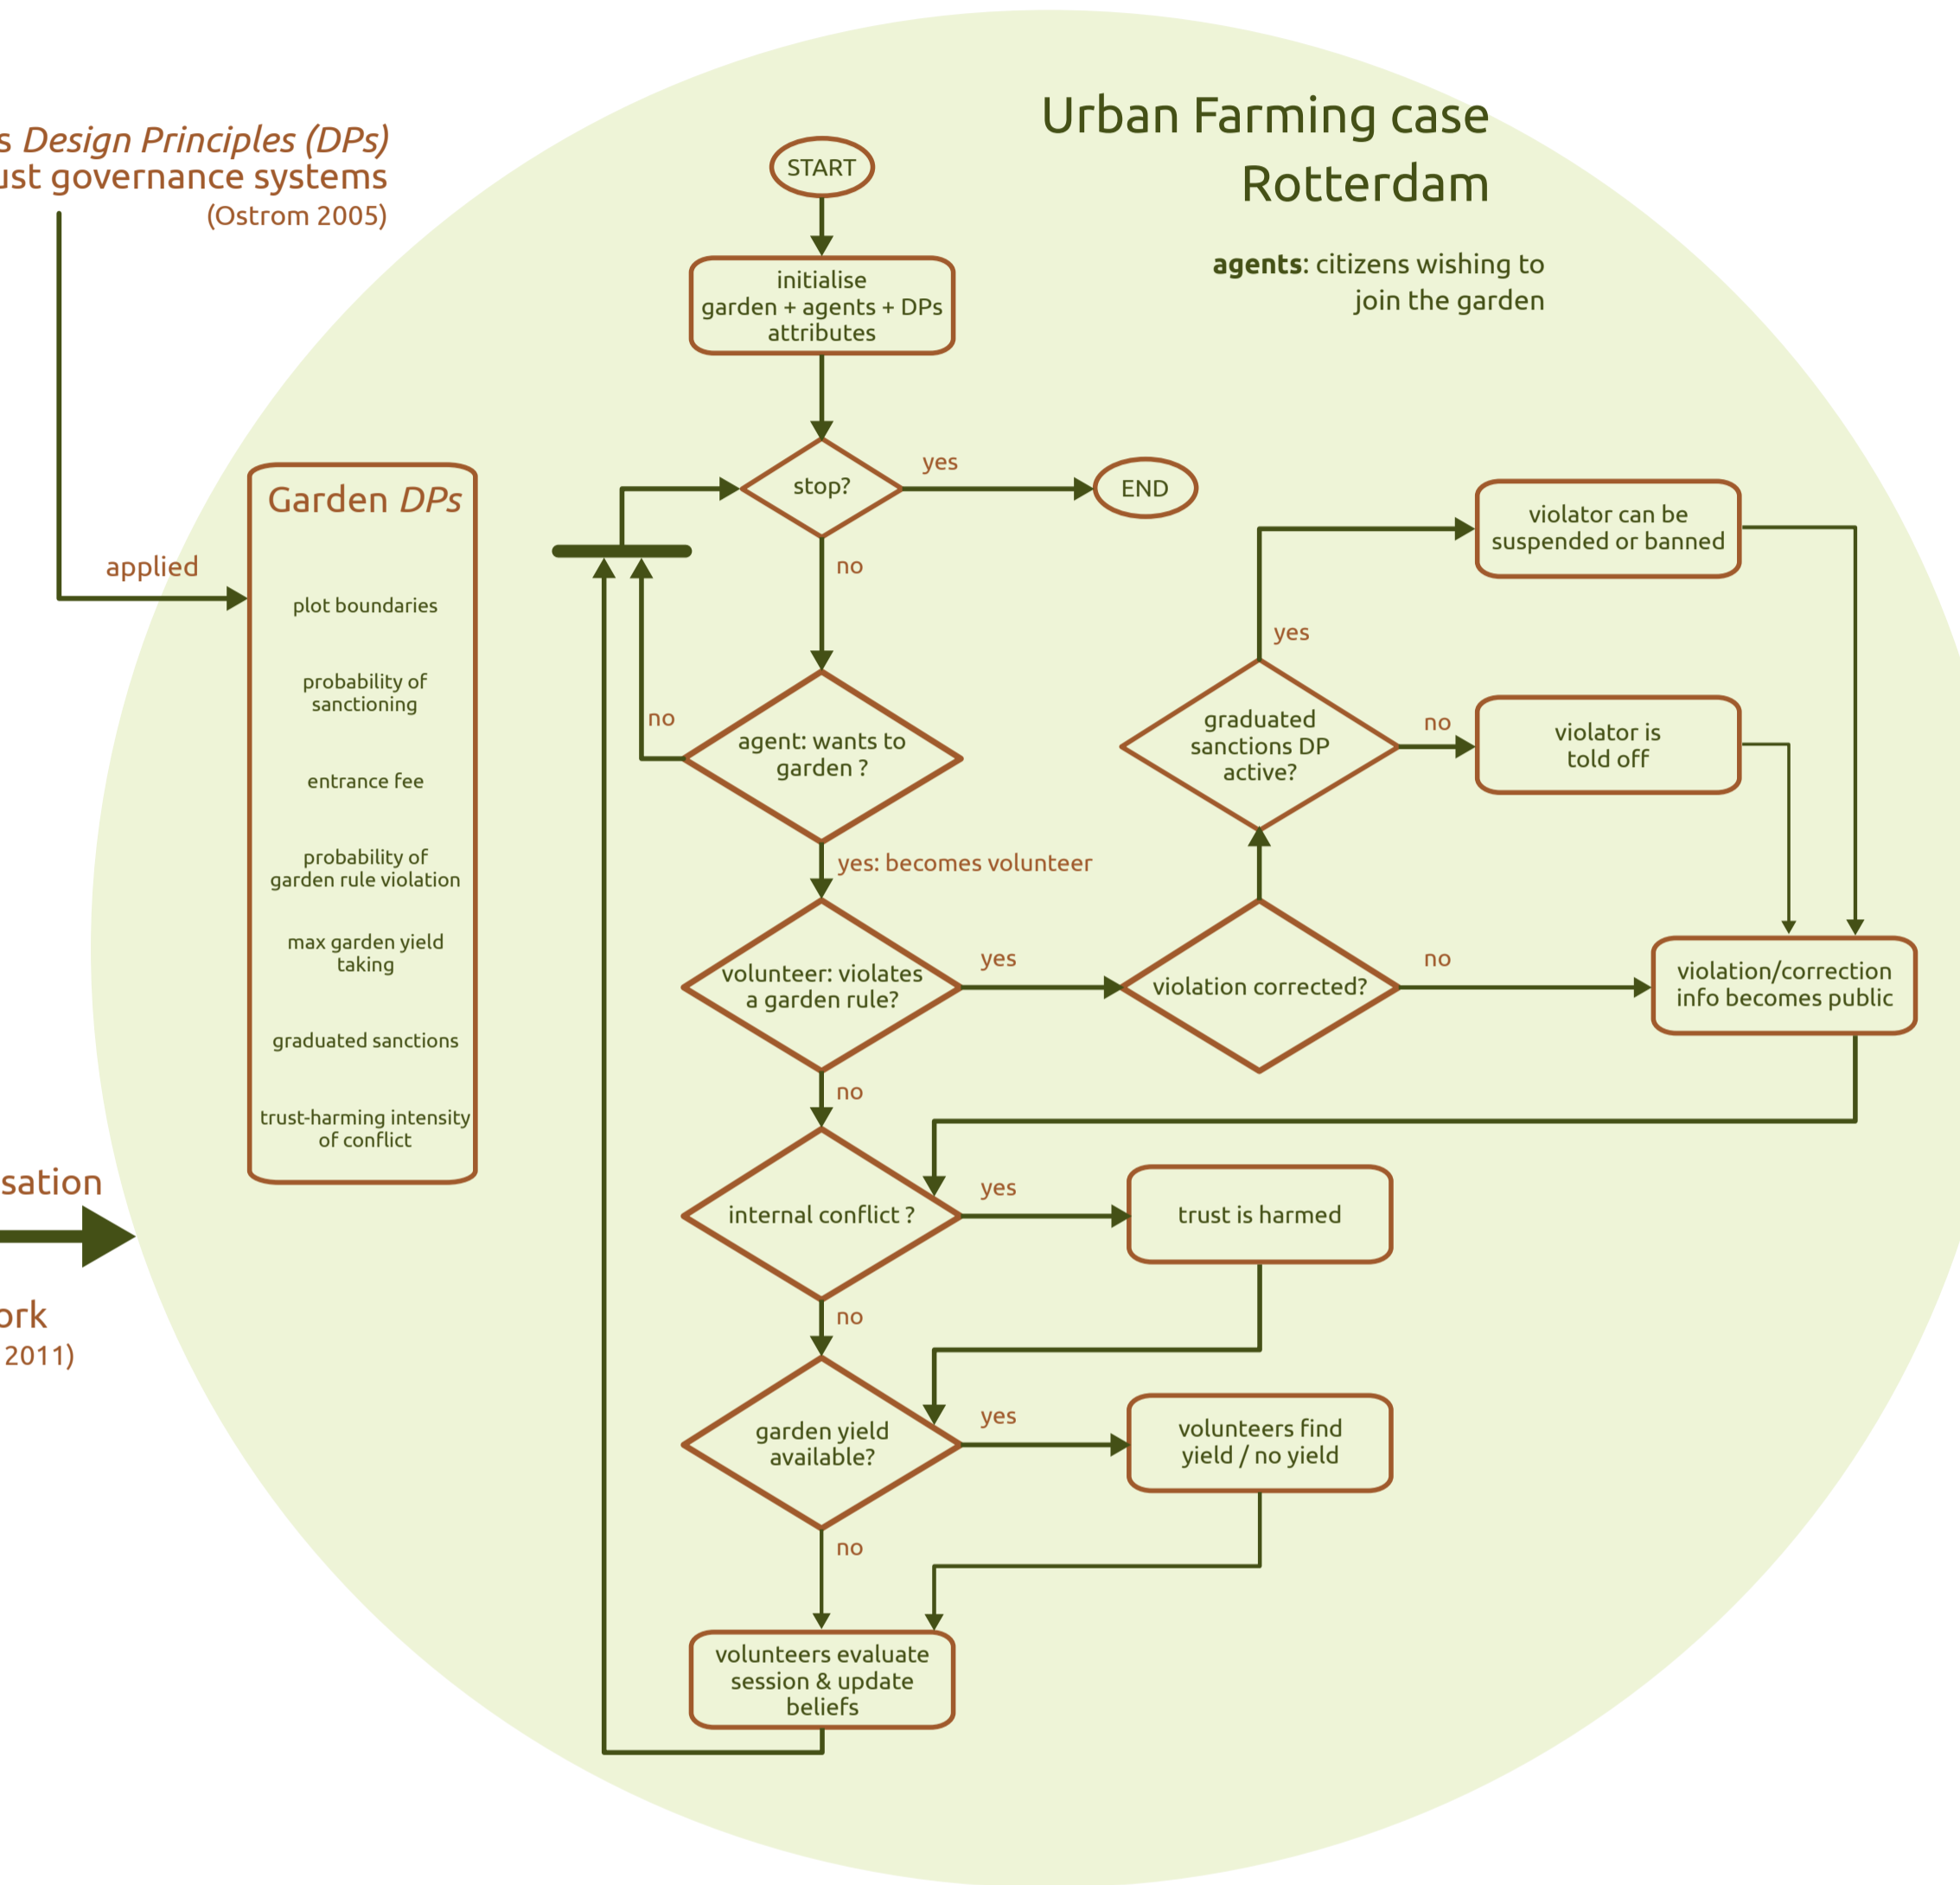 s Design Principles (DPs)
ust governance systems
(Ostrom 2005)
applied
Garden DPs
plot boundaries
probability of
sanctioning
entrance fee
probability of
garden rule violation
max garden yield
taking
graduated sanctions
trust-harming intensity
of conflict
sation
ork
2011)
Urban Farming case
Rotterdam
agents: citizens wishing to
join the garden
START
initialise
garden + agents + DPs
attributes
stop?
yes
END
no
agent: wants to
garden ?
no
yes: becomes volunteer
volunteer: violates
a garden rule?
yes
violation corrected?
no
violation/correction
info becomes public
graduated
sanctions DP
active?
yes
violator can be
suspended or banned
no
violator is
told off
no
internal conflict ?
yes
trust is harmed
no
garden yield
available?
yes
volunteers find
yield / no yield
no
volunteers evaluate
session & update
beliefs